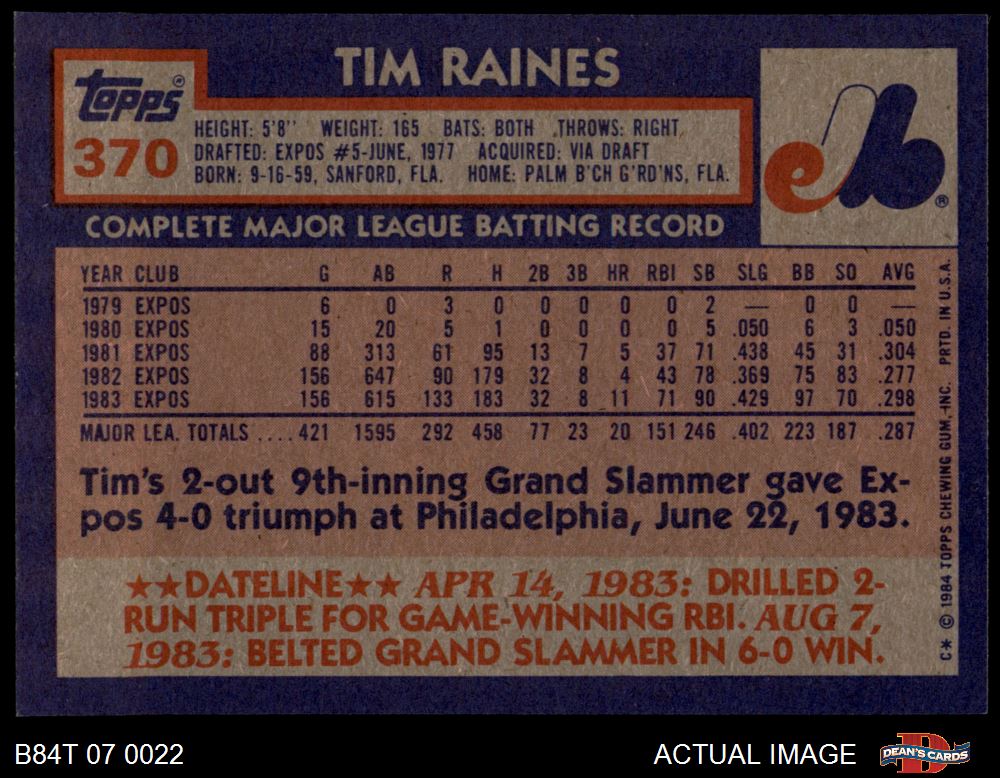 TIM RAINES
Topps®
370
HEIGHT: 5'8" WEIGHT: 165 BATS: BOTH THROWS: RIGHT
DRAFTED: EXPOS #5-JUNE, 1977 ACQUIRED: VIA DRAFT
BORN: 9-16-59, SANFORD, FLA. HOME: PALM B'CH G'RD'NS, FLA.
eb®
COMPLETE MAJOR LEAGUE BATTING RECORD
YEAR CLUB G AB R H 2B 3B HR RBI SB SLG BB SO AVG
1979 EXPOS 6 0 3 0 0 0 0 0 2 — 0 0 —
1980 EXPOS 15 20 5 1 0 0 0 0 5 .050 6 3 .050
1981 EXPOS 88 313 61 95 13 7 5 37 71 .438 45 31 .304
1982 EXPOS 156 647 90 179 32 8 4 43 78 .369 75 83 .277
1983 EXPOS 156 615 133 183 32 8 11 71 90 .429 97 70 .298
MAJOR LEA. TOTALS .... 421 1595 292 458 77 23 20 151 246 .402 223 187 .287
Tim's 2-out 9th-inning Grand Slammer gave Ex-
pos 4-0 triumph at Philadelphia, June 22, 1983.
★★DATELINE★★ APR 14, 1983: DRILLED 2-
RUN TRIPLE FOR GAME-WINNING RBI. AUG 7,
1983: BELTED GRAND SLAMMER IN 6-0 WIN.
C* © 1984 TOPPS CHEWING GUM, INC. PRTD. IN U.S.A.
B84T 07 0022
ACTUAL IMAGE
D
DEAN'S CARDS